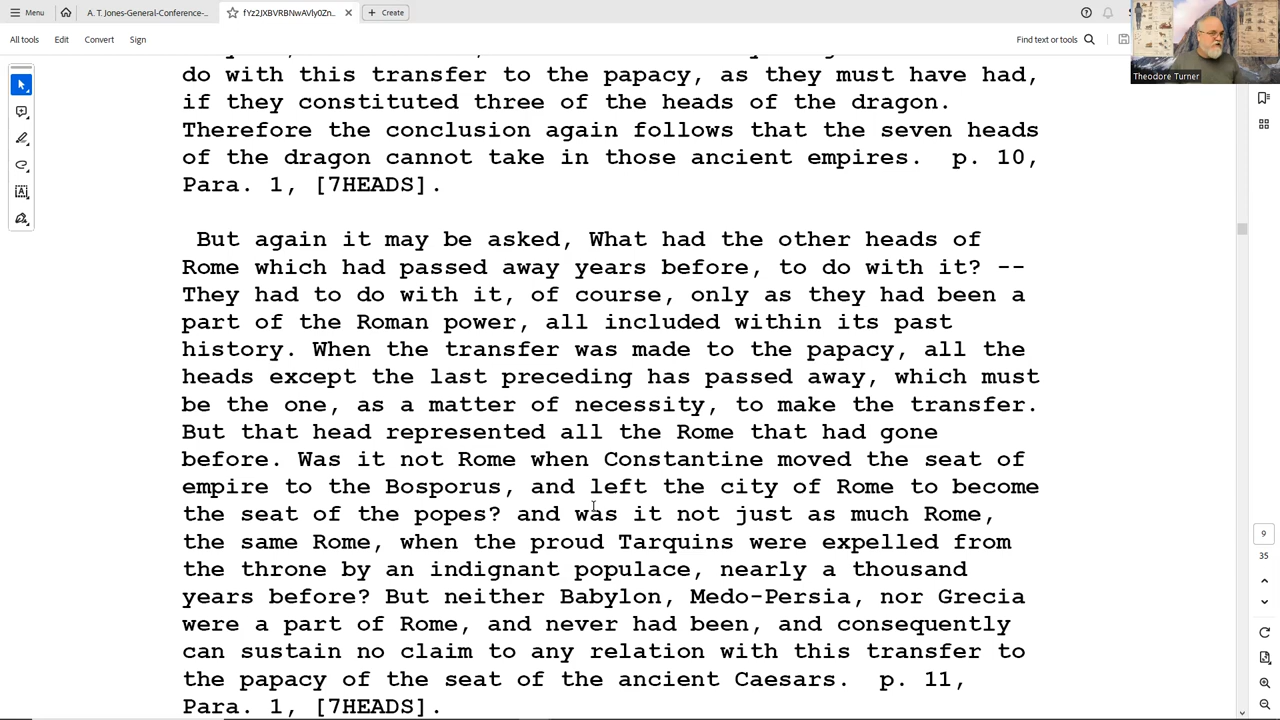 Menu
A. T. Jones-General-Conference-...
fYz2JXBVRBNwAVly0Zn...
Create
All tools
Edit
Convert
Sign
Find text or tools
Theodore Turner
do with this transfer to the papacy, as they must have had,
if they constituted three of the heads of the dragon.
Therefore the conclusion again follows that the seven heads
of the dragon cannot take in those ancient empires. p. 10,
Para. 1, [7HEADS].
But again it may be asked, What had the other heads of
Rome which had passed away years before, to do with it? --
They had to do with it, of course, only as they had been a
part of the Roman power, all included within its past
history. When the transfer was made to the papacy, all the
heads except the last preceding has passed away, which must
be the one, as a matter of necessity, to make the transfer.
But that head represented all the Rome that had gone
before. Was it not Rome when Constantine moved the seat of
empire to the Bosporus, and left the city of Rome to become
the seat of the popes? and was it not just as much Rome,
the same Rome, when the proud Tarquins were expelled from
the throne by an indignant populace, nearly a thousand
years before? But neither Babylon, Medo-Persia, nor Grecia
were a part of Rome, and never had been, and consequently
can sustain no claim to any relation with this transfer to
the papacy of the seat of the ancient Caesars. p. 11,
Para. 1, [7HEADS].
9
35